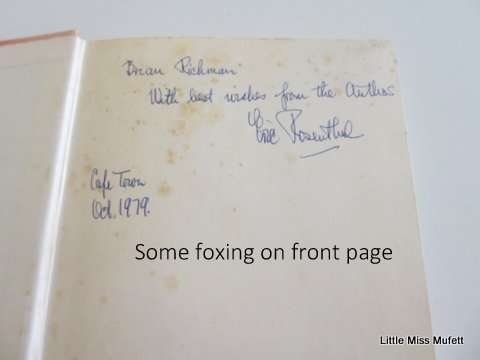 Brian Richman
With best wishes from the Author
Eric Rosenthal
Cape Town
Oct. 1979.
Some foxing on front page
Little Miss Mufett